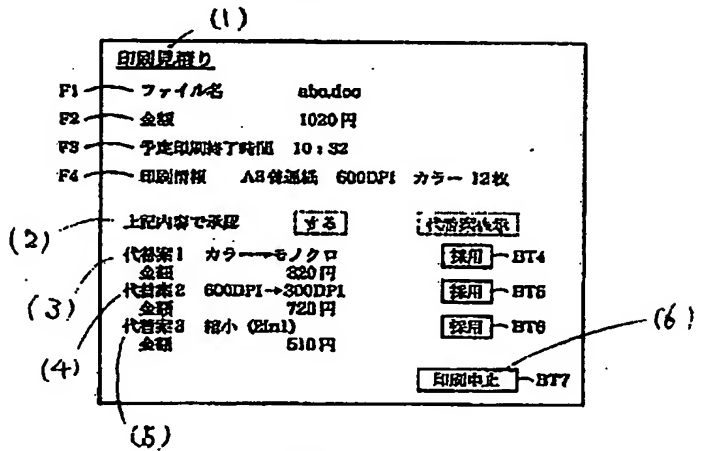 (1)
印刷見積り
F1 ファイル名 abc.doc
F2 金額 1020円
F3 予定印刷終了時間 10:32
F4 印刷情報 A3普通紙 600DPI カラー 12枚
(2) 上記内容で承認 する 代替案検索
(3) 代替案1 カラー→モノクロ 採用 BT4
金額 320円
(4) 代替案2 600DPI→300DPI 採用 BT5
金額 720円
(5) 代替案3 縮小 (2in1) 採用 BT6
金額 510円
(6) 印刷中止 BT7